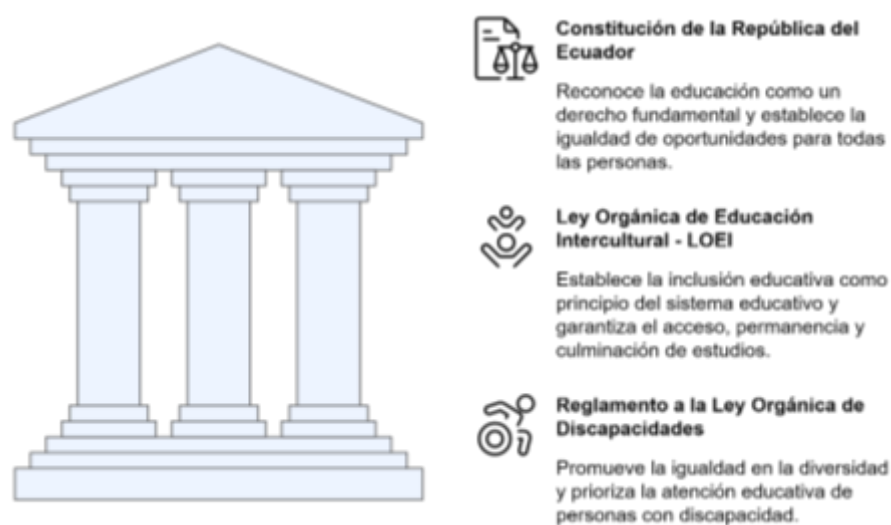 Constitución de la República del
Ecuador
Reconoce la educación como un
derecho fundamental y establece la
igualdad de oportunidades para todas
las personas.
Ley Orgánica de Educación
Intercultural - LOEI
Establece la inclusión educativa como
principio del sistema educativo y
garantiza el acceso, permanencia y
culminación de estudios.
Reglamento a la Ley Orgánica de
Discapacidades
Promueve la igualdad en la diversidad
y prioriza la atención educativa de
personas con discapacidad.